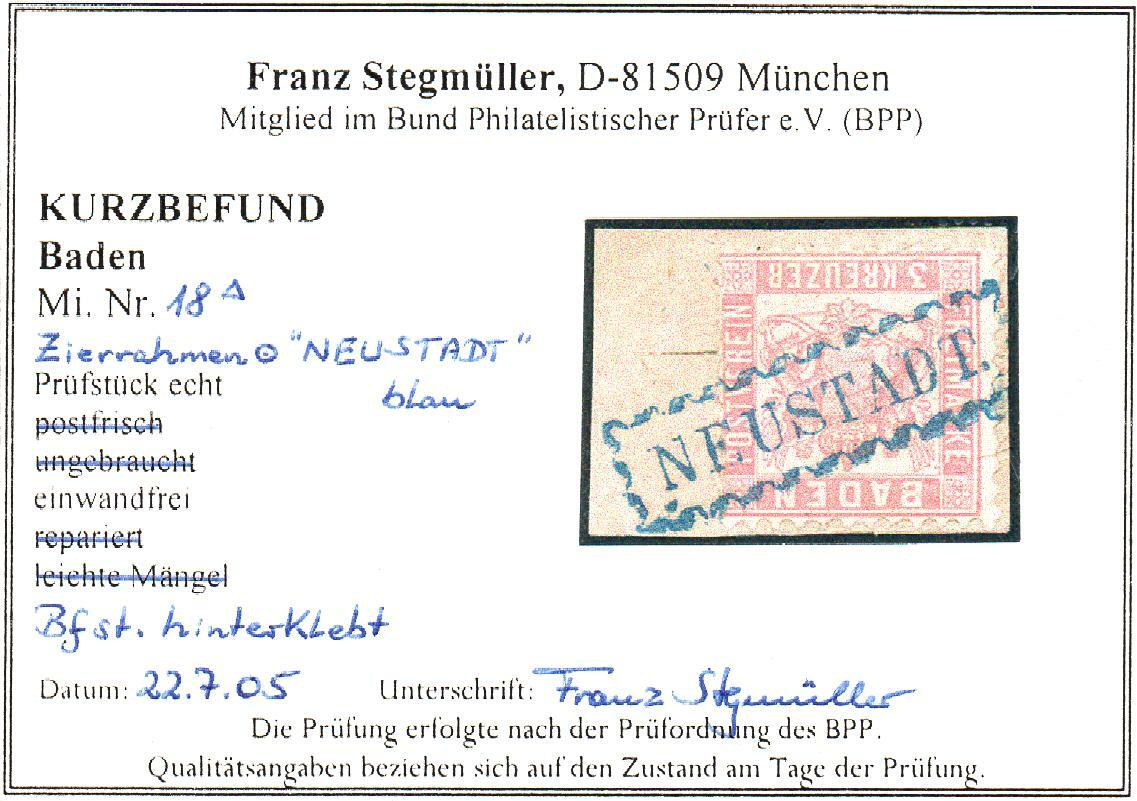 Franz Stegmüller, D-81509 München
Mitglied im Bund Philatelistischer Prüfer e.V. (BPP)
KURZBEFUND
Baden
Mi. Nr. 18 △
Zierrahmen ⊙ "NEUSTADT"
blau
Prüfstück echt
postfrisch
ungebraucht
einwandfrei
repariert
leichte Mängel
Bfst. hinterklebt
3 KREUZER
POSTVEREIN
FREIMARKE
BADEN
NEUSTADT.
Datum: 22.7.05 Unterschrift: Franz Stegmüller
Die Prüfung erfolgte nach der Prüfordnung des BPP.
Qualitätsangaben beziehen sich auf den Zustand am Tage der Prüfung.